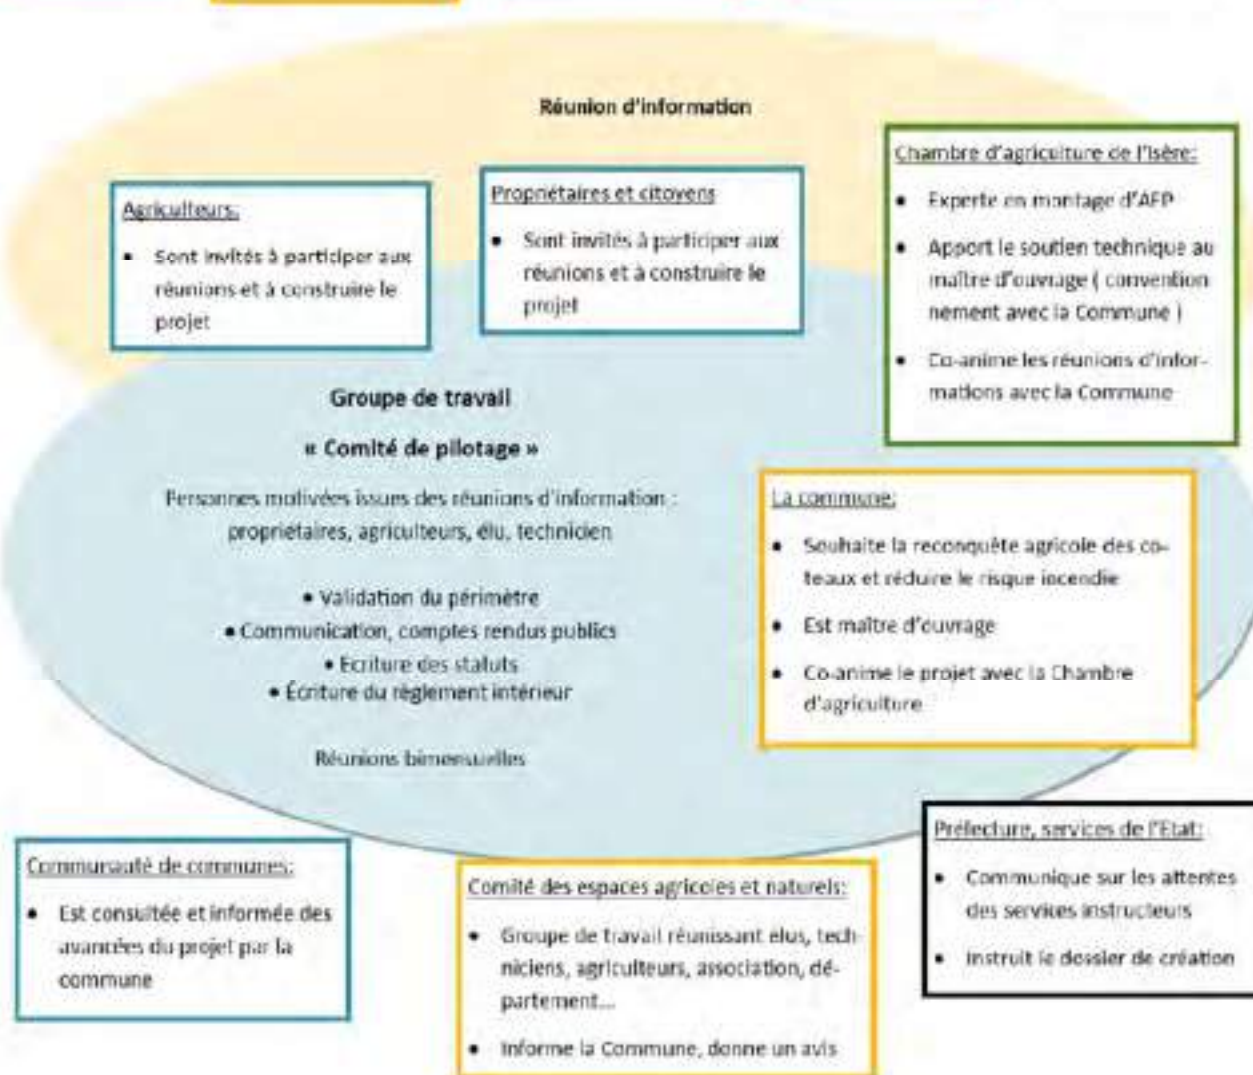 Réunion d'information
Agriculteurs:
• Sont invités à participer aux
réunions et à construire le
projet
Propriétaires et citoyens
• Sont invités à participer aux
réunions et à construire le
projet
Chambre d'agriculture de l'Isère:
• Experte en montage d'AFP
• Apport le soutien technique au
maître d'ouvrage ( convention
nement avec la Commune )
• Co-anime les réunions d'infor-
mations avec la Commune
Groupe de travail
« Comité de pilotage »
Personnes motivées issues des réunions d'information :
propriétaires, agriculteurs, élu, technicien
• Validation du périmètre
• Communication, comptes rendus publics
• Ecriture des statuts
• Écriture du règlement intérieur
Réunions bimensuelles
La commune:
• Souhaite la reconquête agricole des co-
teaux et réduire le risque incendie
• Est maître d'ouvrage
• Co-anime le projet avec la Chambre
d'agriculture
Communauté de communes:
• Est consultée et informée des
avancées du projet par la
commune
Comité des espaces agricoles et naturels:
• Groupe de travail réunissant élus, tech-
niciens, agriculteurs, association, dé-
partement...
• Informe la Commune, donne un avis
Préfecture, services de l'Etat:
• Communique sur les attentes
des services instructeurs
• Instruit le dossier de création